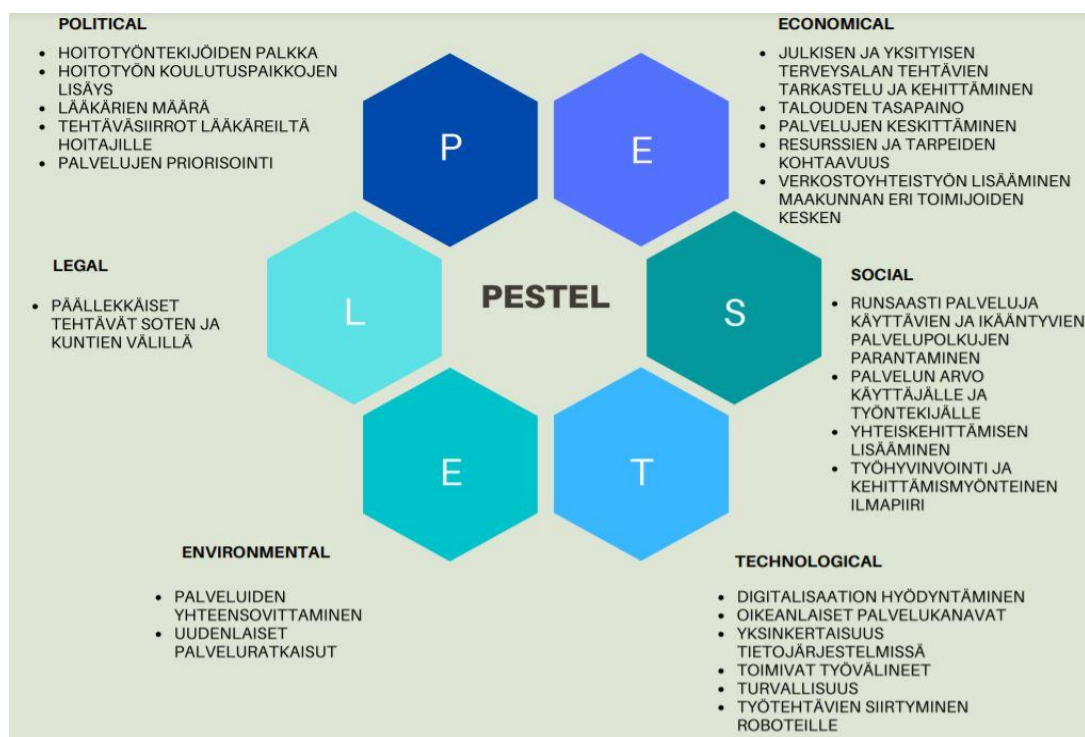 POLITICAL
• HOITOTYÖNTEKIJÖIDEN PALKKA
• HOITOTYÖN KOULUTUSPAIKKOJEN
LISÄYS
• LÄÄKÄRIEN MÄÄRÄ
• TEHTÄVÄSIIRROT LÄÄKÄREILTÄ
HOITAJILLE
• PALVELUJEN PRIORISOINTI
ECONOMICAL
• JULKISEN JA YKSITYISEN
TERVEYSALAN TEHTÄVIEN
TARKASTELU JA KEHITTÄMINEN
• TALOUDEN TASAPAINO
• PALVELUJEN KESKITTÄMINEN
• RESURSSIEN JA TARPEIDEN
KOHTAAVUUS
• VERKOSTOYHTEISTYÖN LISÄÄMINEN
MAAKUNNAN ERI TOIMIJOIDEN
KESKEN
P
E
LEGAL
• PÄÄLLEKKÄISET
TEHTÄVÄT SOTEN JA
KUNTIEN VÄLILLÄ
L
PESTEL
S
SOCIAL
• RUNSAASTI PALVELUJA
KÄYTTÄVIEN JA IKÄÄNTYVIEN
PALVELUPOLKUJEN
PARANTAMINEN
• PALVELUN ARVO
KÄYTTÄJÄLLE JA
TYÖNTEKIJÄLLE
• YHTEISKEHITTÄMISEN
LISÄÄMINEN
• TYÖHYVINVOINTI JA
KEHITTÄMISMYÖNTEINEN
ILMAPIIRI
E
T
ENVIRONMENTAL
• PALVELUIDEN
YHTEENSOVITTAMINEN
• UUDENLAISET
PALVELURATKAISUT
TECHNOLOGICAL
• DIGITALISAATION HYÖDYNTÄMINEN
• OIKEANLAISET PALVELUKANAVAT
• YKSINKERTAISUUS
TIETOJÄRJESTELMISSÄ
• TOIMIVAT TYÖVÄLINEET
• TURVALLISUUS
• TYÖTEHTÄVIEN SIIRTYMINEN
ROBOTEILLE